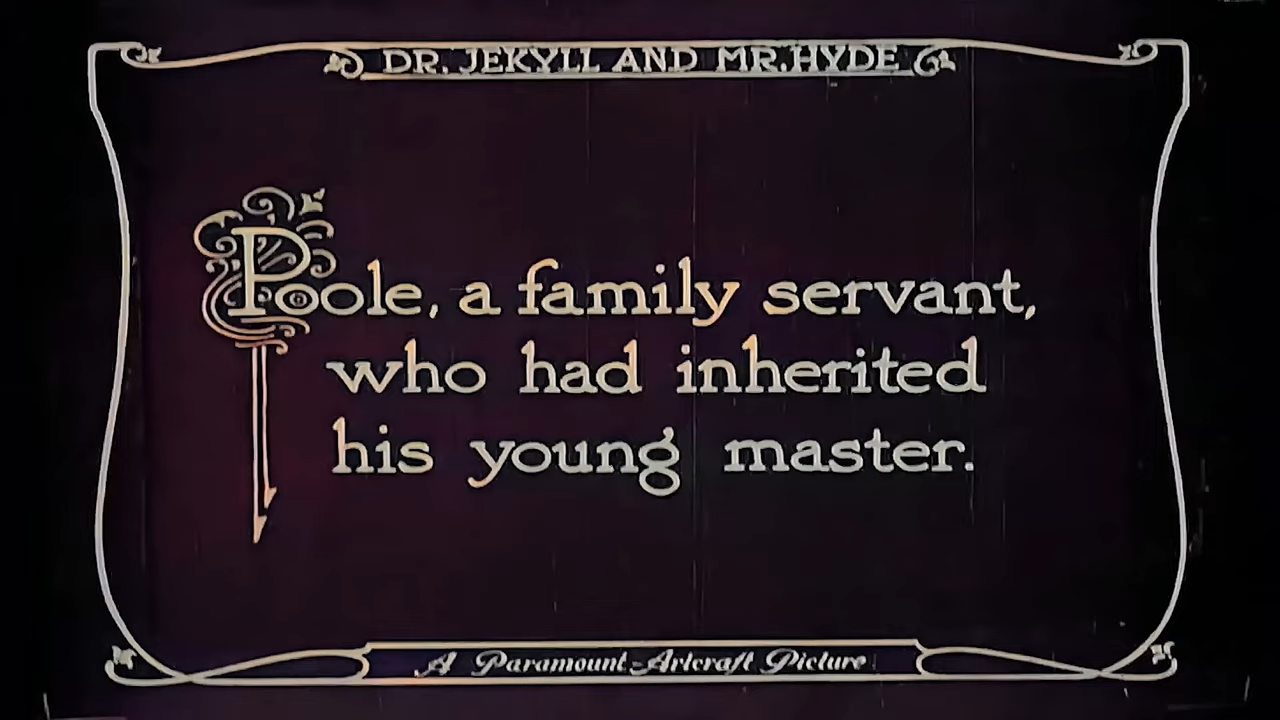 DR. JEKYLL AND MR. HYDE
Poole, a family servant,
who had inherited
his young master.
A Paramount-Artcraft Picture